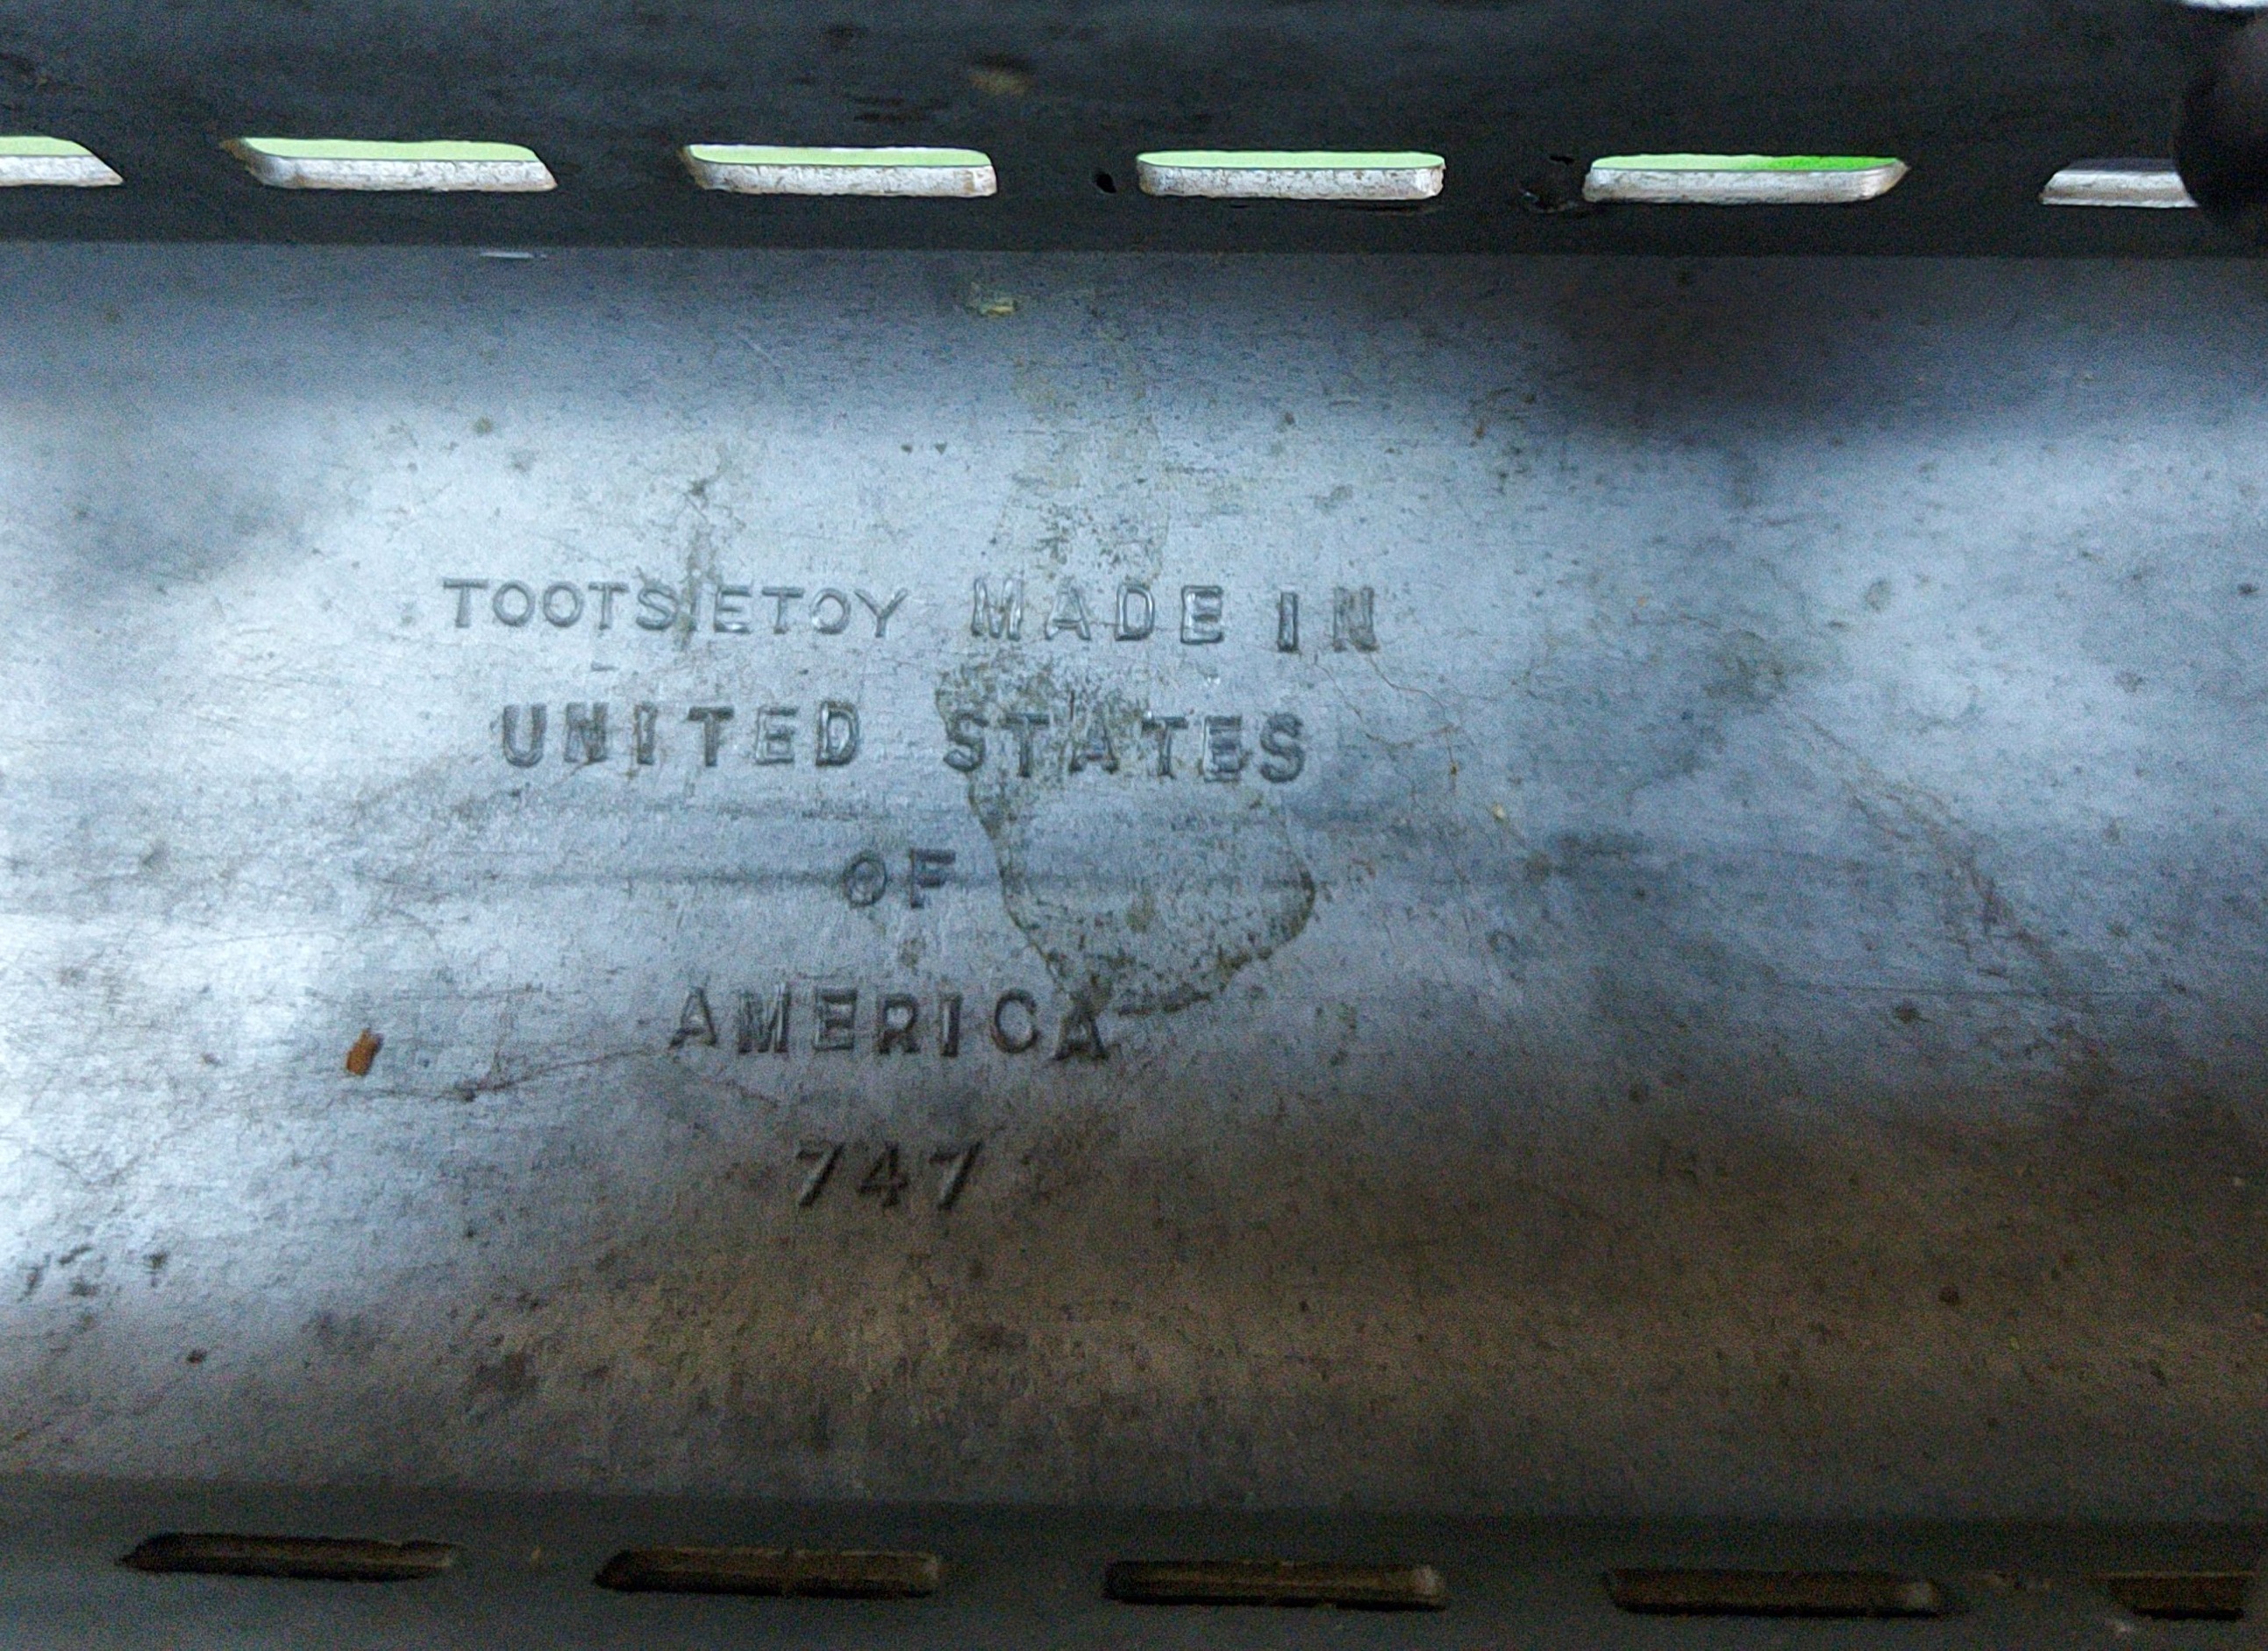 TOOTSIETOY MADE IN
UNITED STATES
OF
AMERICA
747